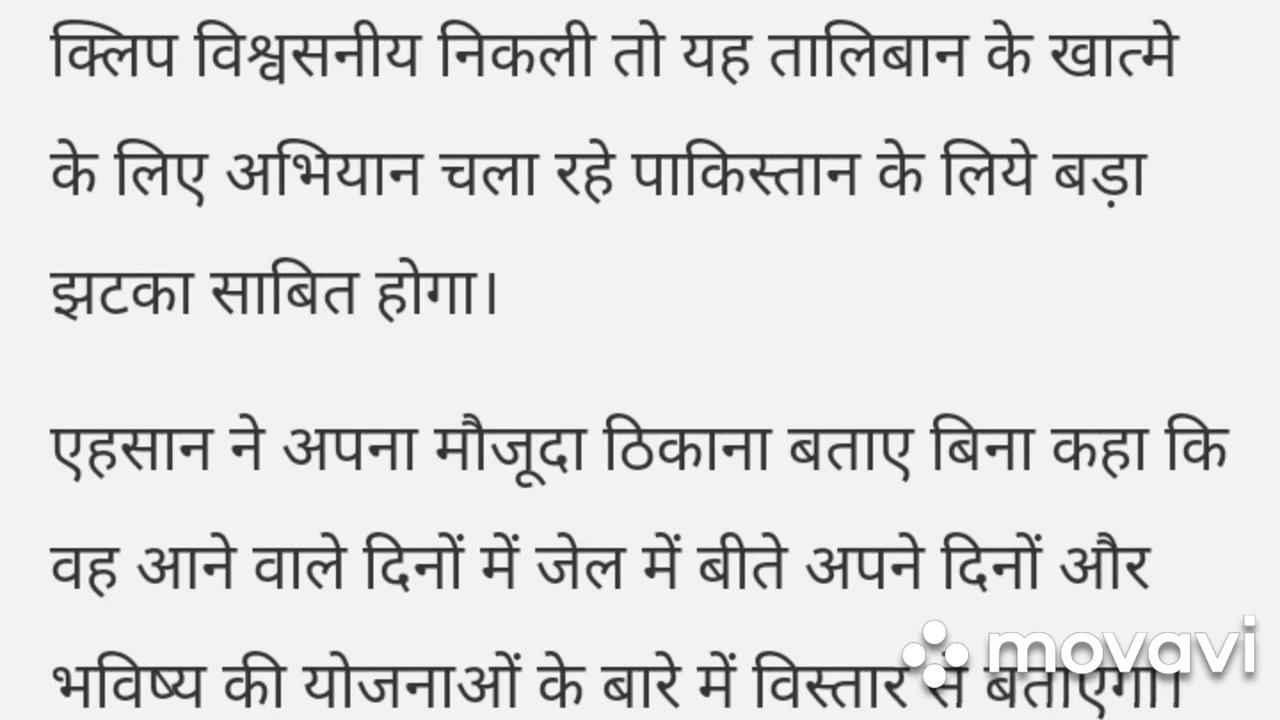 क्लिप विश्वसनीय निकली तो यह तालिबान के खात्मे
के लिए अभियान चला रहे पाकिस्तान के लिये बड़ा
झटका साबित होगा।
एहसान ने अपना मौजूदा ठिकाना बताए बिना कहा कि
वह आने वाले दिनों में जेल में बीते अपने दिनों और
भविष्य की योजनाओं के बारे में विस्तार से बताएगा।
movavi